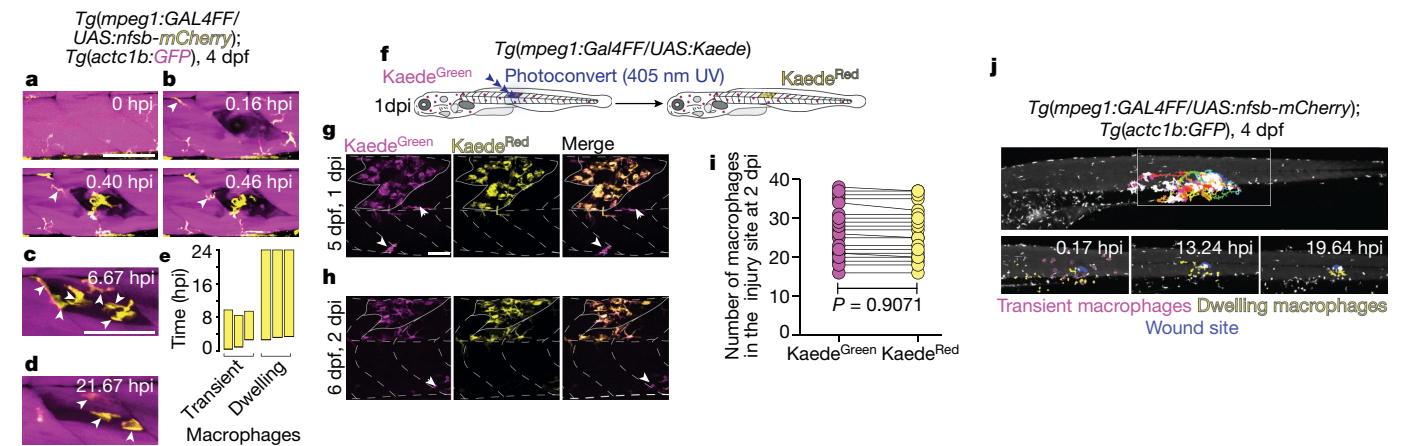 Tg(mpeg1:GAL4FF/
UAS:nfsb-mCherry);
Tg(actc1b:GFP), 4 dpf
a
0 hpi
b
0.16 hpi
0.40 hpi
0.46 hpi
c
6.67 hpi
d
21.67 hpi
e
Time (hpi)
24
16
8
0
Transient
Dwelling
Macrophages
f
Tg(mpeg1:Gal4FF/UAS:Kaede)
KaedeGreen
Photoconvert (405 nm UV)
KaedeRed
1dpi
g
KaedeGreen
KaedeRed
Merge
5 dpf, 1 dpi
h
6 dpf, 2 dpi
i
Number of macrophages
in the injury site at 2 dpi
40
30
20
10
0
P = 0.9071
KaedeGreen KaedeRed
j
Tg(mpeg1:GAL4FF/UAS:nfsb-mCherry);
Tg(actc1b:GFP), 4 dpf
0.17 hpi
13.24 hpi
19.64 hpi
Transient macrophages Dwelling macrophages
Wound site